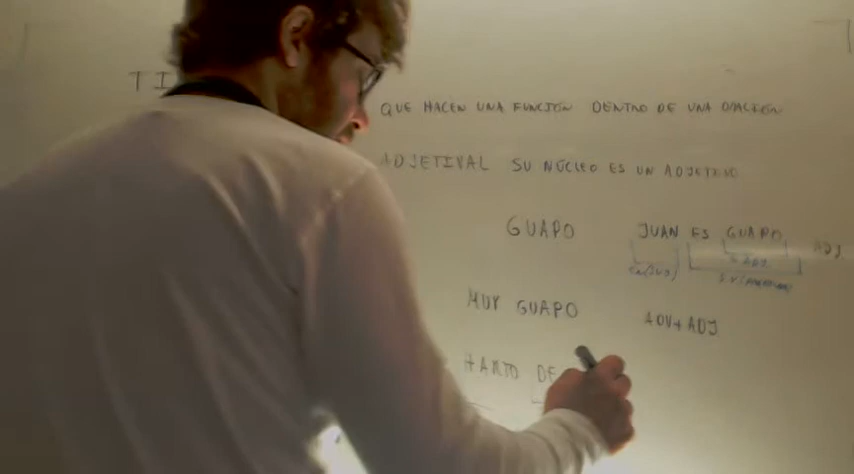 TI
QUE HACEN UNA FUNCIÓN DENTRO DE UNA ORACIÓN
ADJETIVAL SU NÚCLEO ES UN ADJETIVO
GUAPO JUAN ES GUAPO ADJ
MUY GUAPO ADV+ADJ
HARTO DE